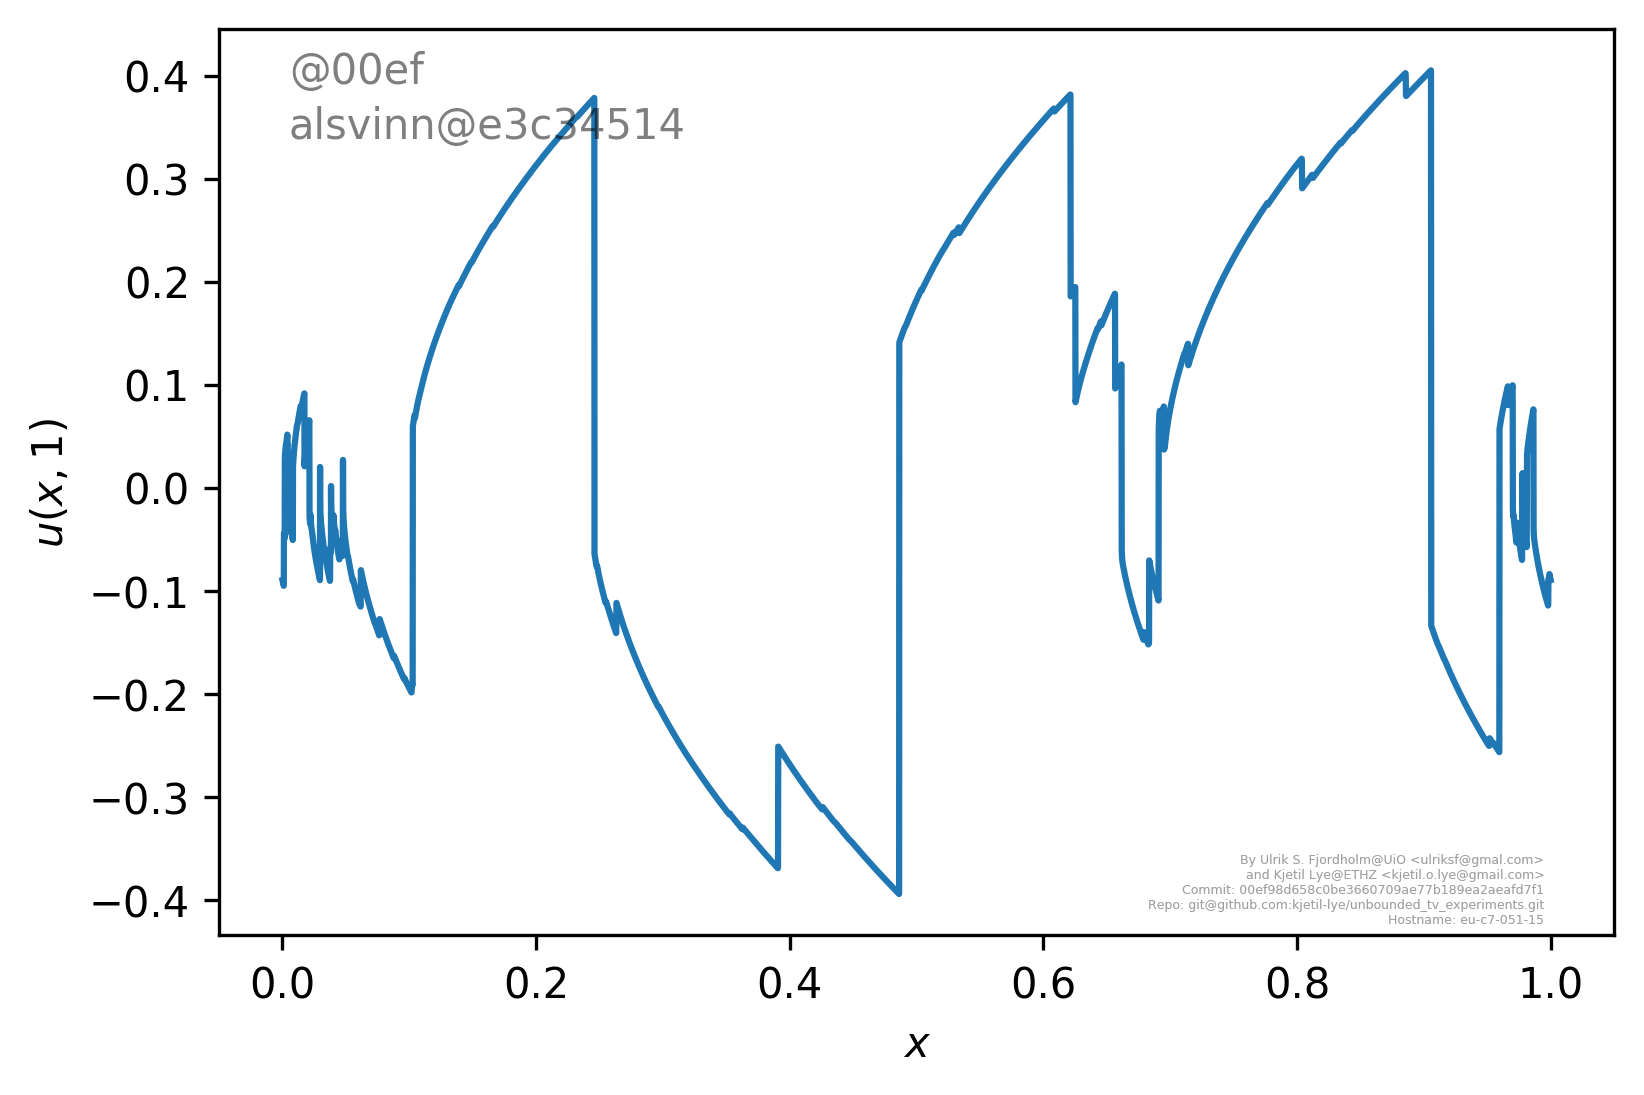 @00ef
alsvinn@e3c34514
0.4
0.3
0.2
0.1
0.0
−0.1
−0.2
−0.3
−0.4
u(x, 1)
By Ulrik S. Fjordholm@UiO <ulriksf@gmal.com>
and Kjetil Lye@ETHZ <kjetil.o.lye@gmail.com>
Commit: 00ef98d658c0be3660709ae77b189ea2aeafd7f1
Repo: git@github.com:kjetil-lye/unbounded_tv_experiments.git
Hostname: eu-c7-051-15
0.0 0.2 0.4 0.6 0.8 1.0
x